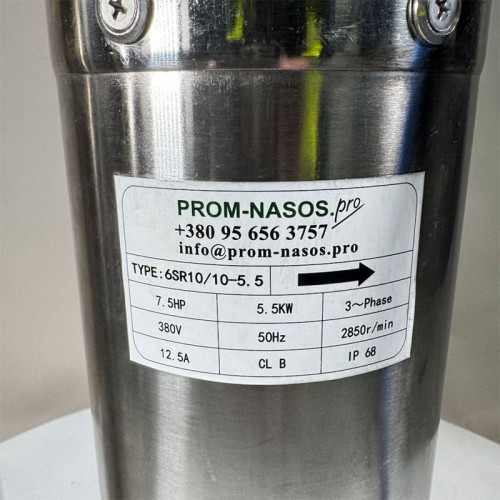 PROM-NASOS.pro
+380 95 656 3757
info@prom-nasos.pro
TYPE:6SR10/10-5.5
7.5HP 5.5KW 3~Phase
380V 50Hz 2850r/min
12.5A CL B IP 68